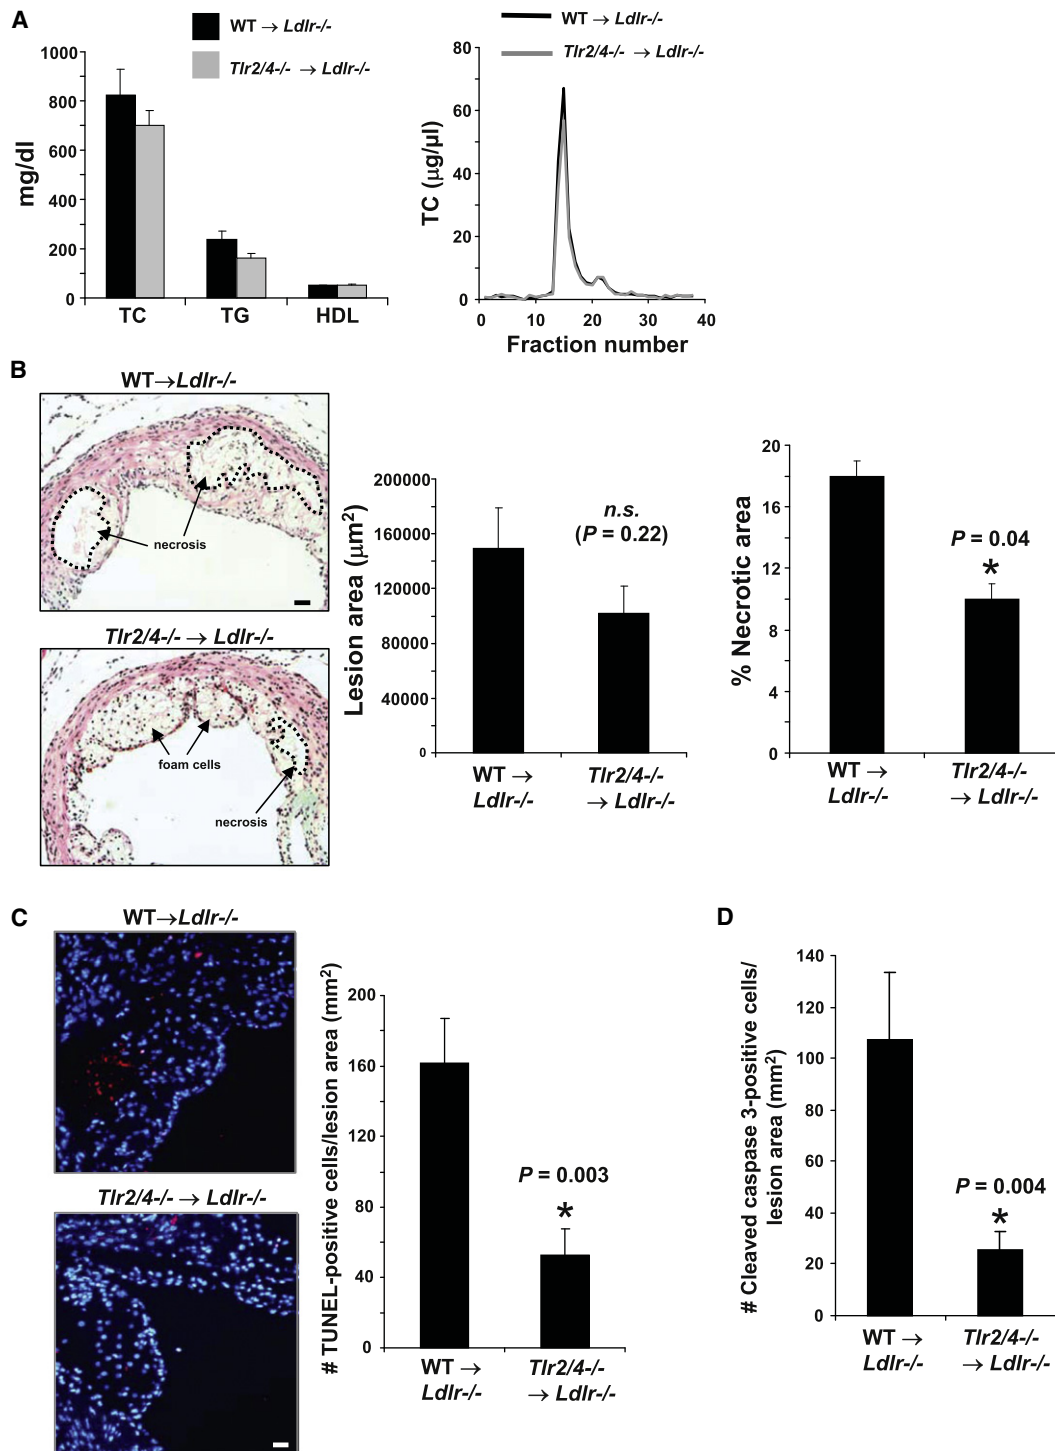 A
WT → Ldlr-/-
Tlr2/4-/- → Ldlr-/-
1000
800
600
400
200
0
mg/dl
TC
TG
HDL
WT → Ldlr-/-
Tlr2/4-/- → Ldlr-/-
80
60
40
20
0
TC (µg/µl)
0
10
20
30
40
Fraction number
B
WT→Ldlr-/-
necrosis
Tlr2/4-/- → Ldlr-/-
foam cells
necrosis
Lesion area (µm²)
200000
160000
120000
80000
40000
0
n.s.
(P = 0.22)
WT →
Ldlr-/-
Tlr2/4-/-
→ Ldlr-/-
% Necrotic area
20
16
12
8
4
0
P = 0.04
*
WT →
Ldlr-/-
Tlr2/4-/-
→ Ldlr-/-
C
WT→Ldlr-/-
Tlr2/4-/- → Ldlr-/-
# TUNEL-positive cells/lesion area (mm²)
200
160
120
80
40
0
P = 0.003
*
WT →
Ldlr-/-
Tlr2/4-/-
→ Ldlr-/-
D
# Cleaved caspase 3-positive cells/
lesion area (mm²)
140
120
100
80
60
40
20
0
P = 0.004
*
WT →
Ldlr-/-
Tlr2/4-/-
→ Ldlr-/-